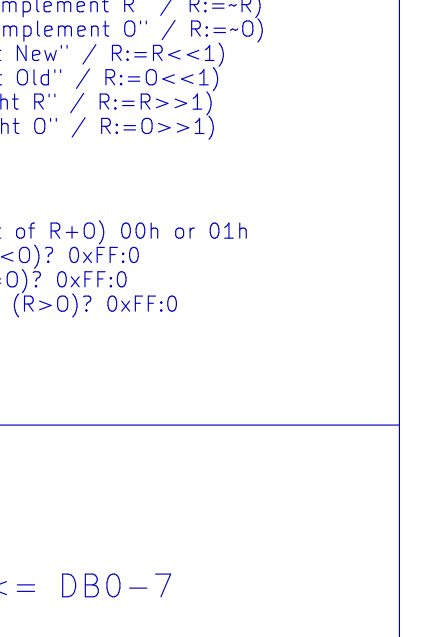 mplement R" / R:=~R)
mplement O" / R:=~O)
t New" / R:=R<<1)
t Old" / R:=O<<1)
ht R" / R:=R>>1)
ht O" / R:=O>>1)
t of R+O) 00h or 01h
<O)? 0xFF:0
=O)? 0xFF:0
(R>O)? 0xFF:0
<= DB0-7